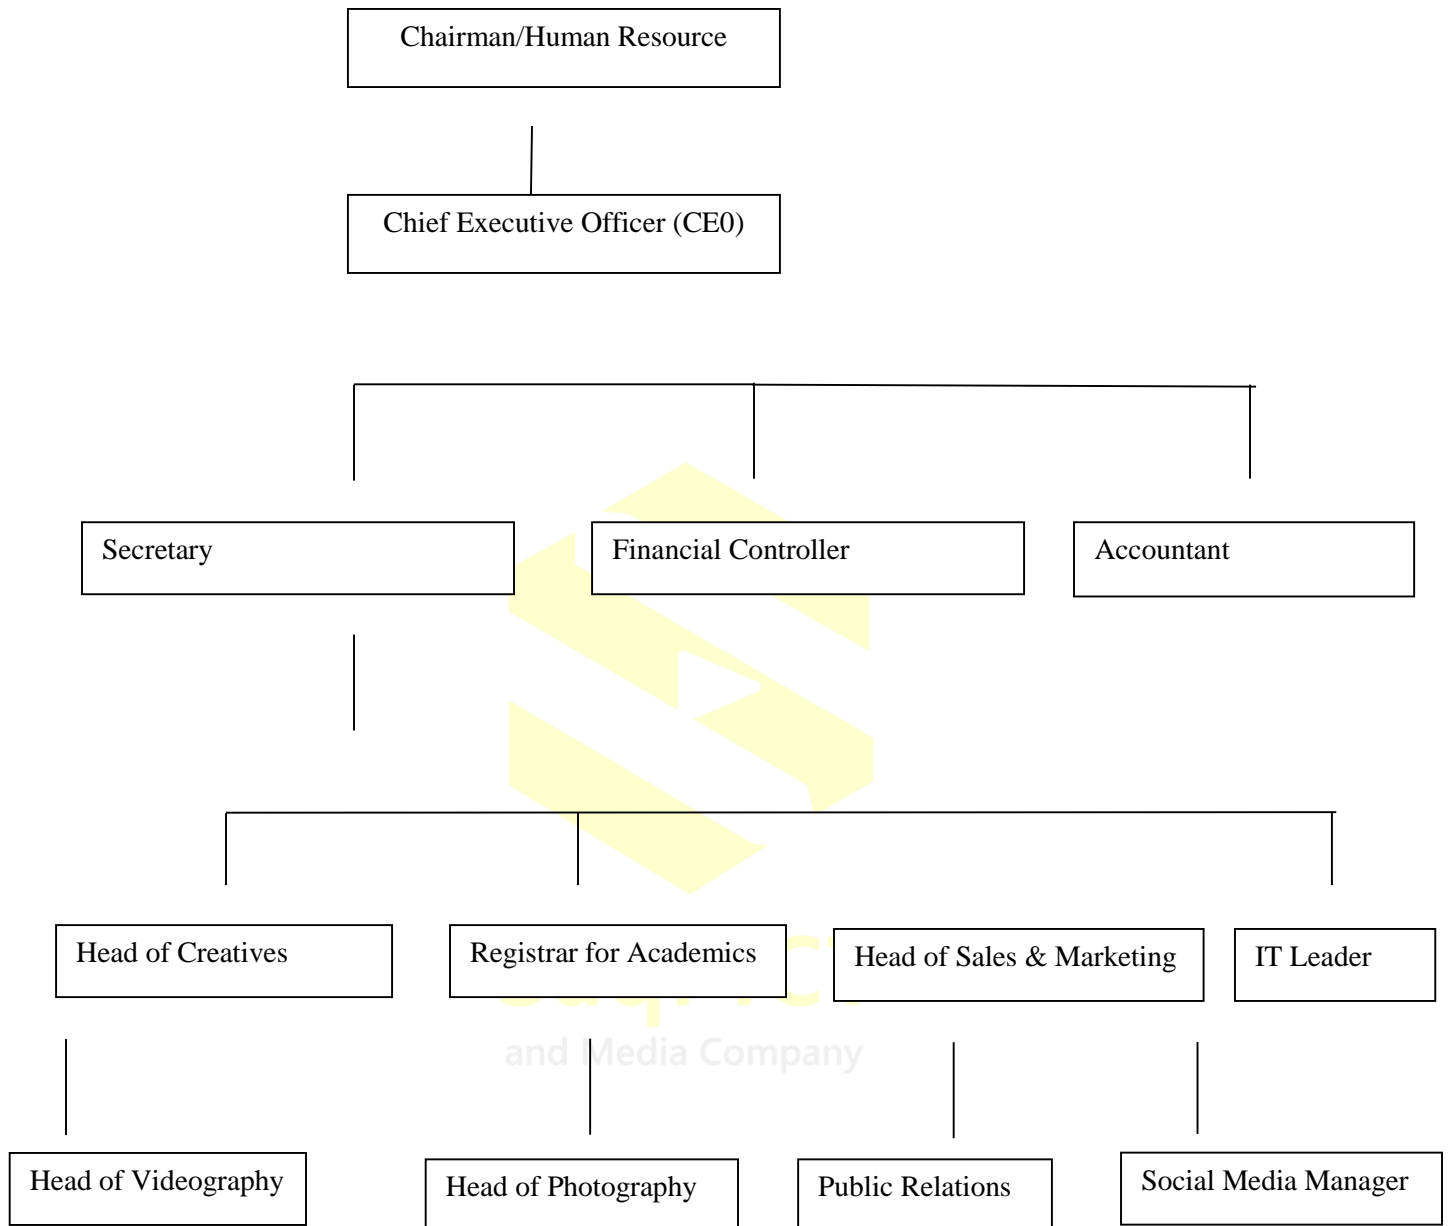 Chairman/Human Resource
Chief Executive Officer (CE0)
Secretary
Financial Controller
Accountant
Head of Creatives
Registrar for Academics
Head of Sales & Marketing
IT Leader
and Media Company
Head of Videography
Head of Photography
Public Relations
Social Media Manager